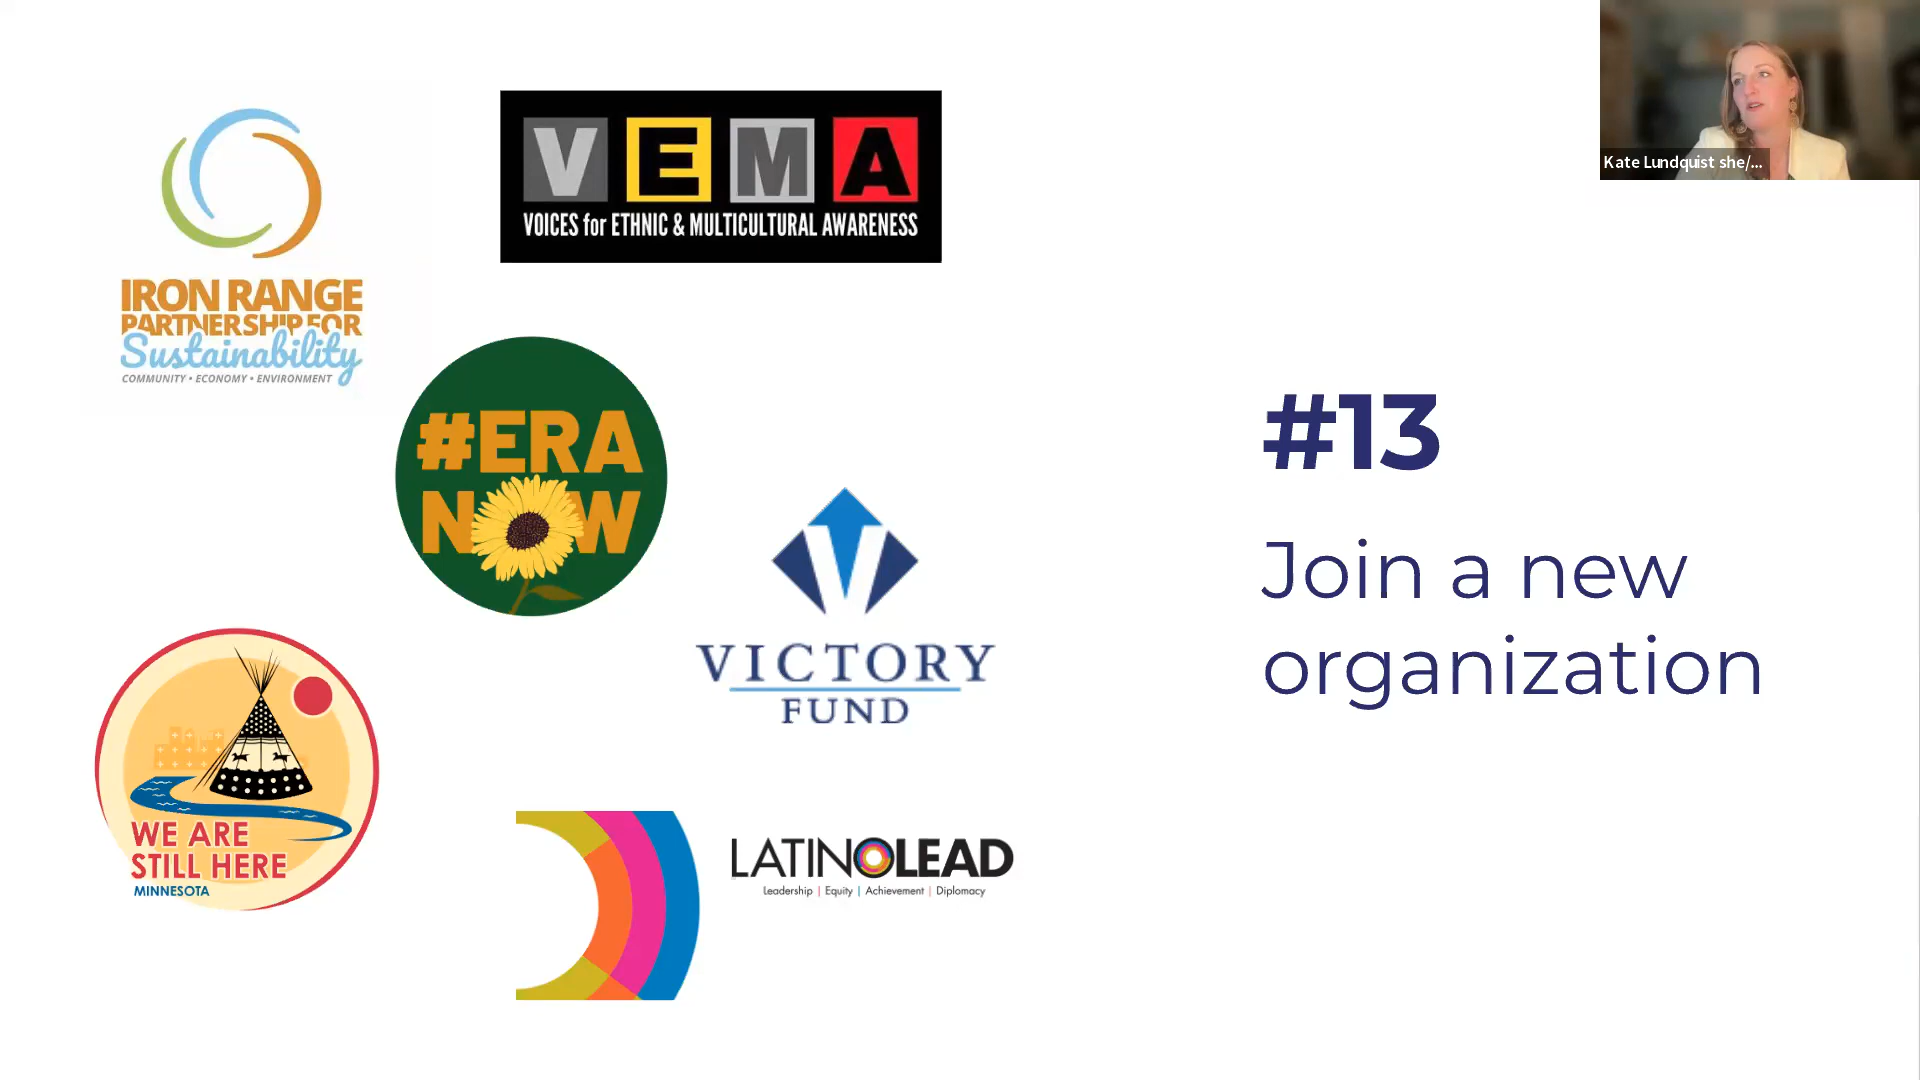 Kate Lundquist she/...
IRON RANGE
PARTNERSHIP FOR
Sustainability
COMMUNITY • ECONOMY • ENVIRONMENT
V E M A
VOICES for ETHNIC & MULTICULTURAL AWARENESS
#ERA
NOW
VICTORY
FUND
WE ARE
STILL HERE
MINNESOTA
LATINOLEAD
Leadership | Equity | Achievement | Diplomacy
#13
Join a new
organization